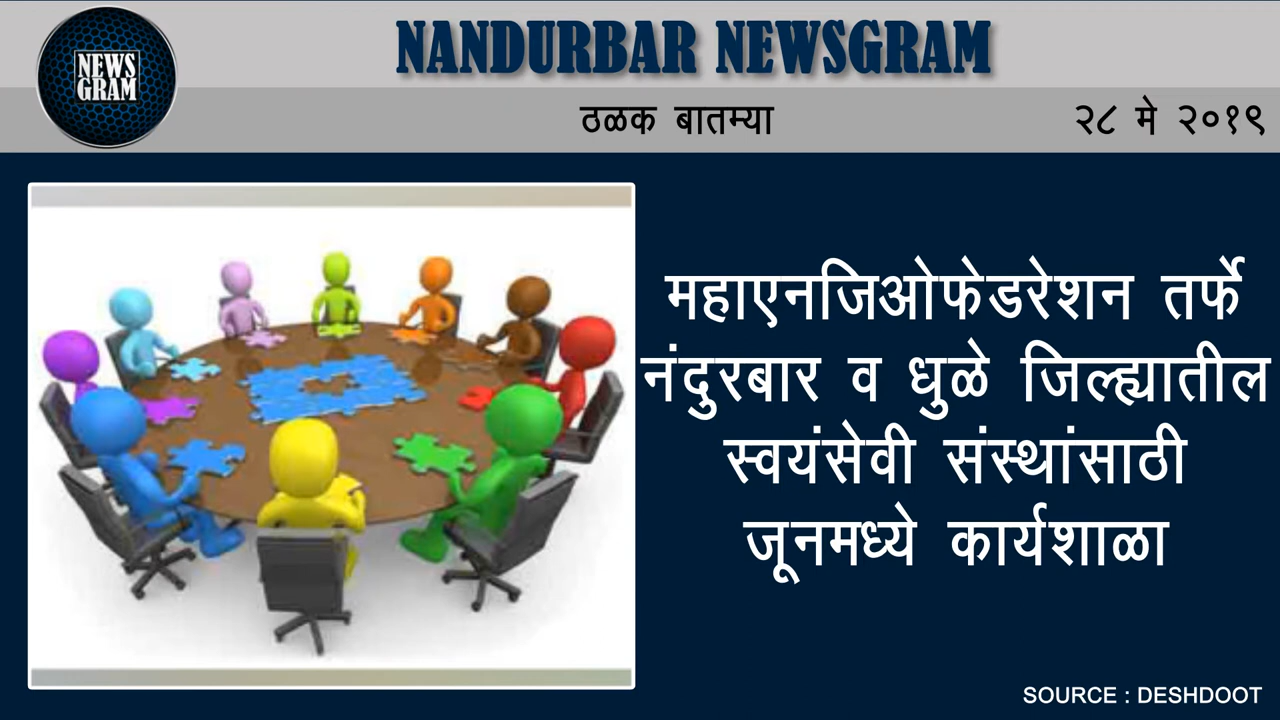 NEWS
GRAM
NANDURBAR NEWSGRAM
ठळक बातम्या
२८ मे २०१९
महाएनजिओफेडरेशन तर्फे
नंदुरबार व धुळे जिल्ह्यातील
स्वयंसेवी संस्थांसाठी
जूनमध्ये कार्यशाळा
SOURCE : DESHDOOT